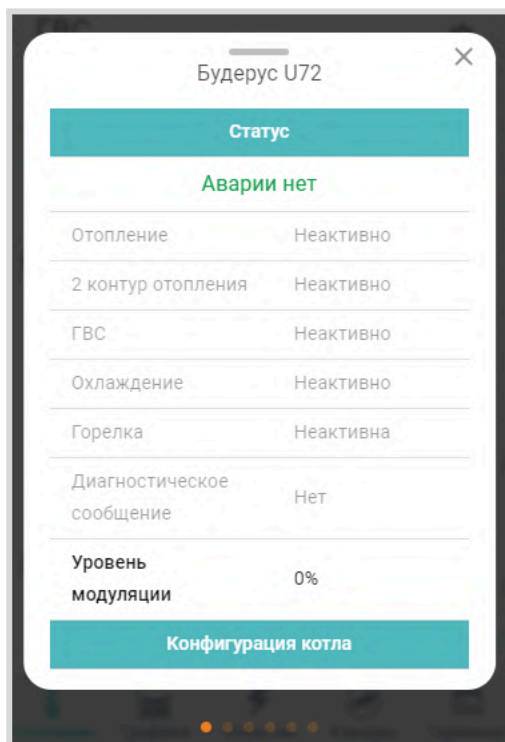 ГВС
Будерус U72
Статус
Аварии нет
Отопление Неактивно
2 контур отопления Неактивно
ГВС Неактивно
Охлаждение Неактивно
Горелка Неактивна
Диагностическое
сообщение Нет
Уровень
модуляции 0%
Конфигурация котла